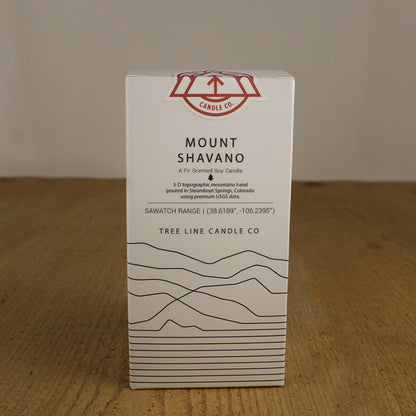 CANDLE CO.
MOUNT
SHAVANO
A Fir Scented Soy Candle
3-D topographic mountains hand
poured in Steamboat Springs, Colorado
using premium USGS data.
SAWATCH RANGE | (38.6189°, -106.2395°)
TREE LINE CANDLE CO